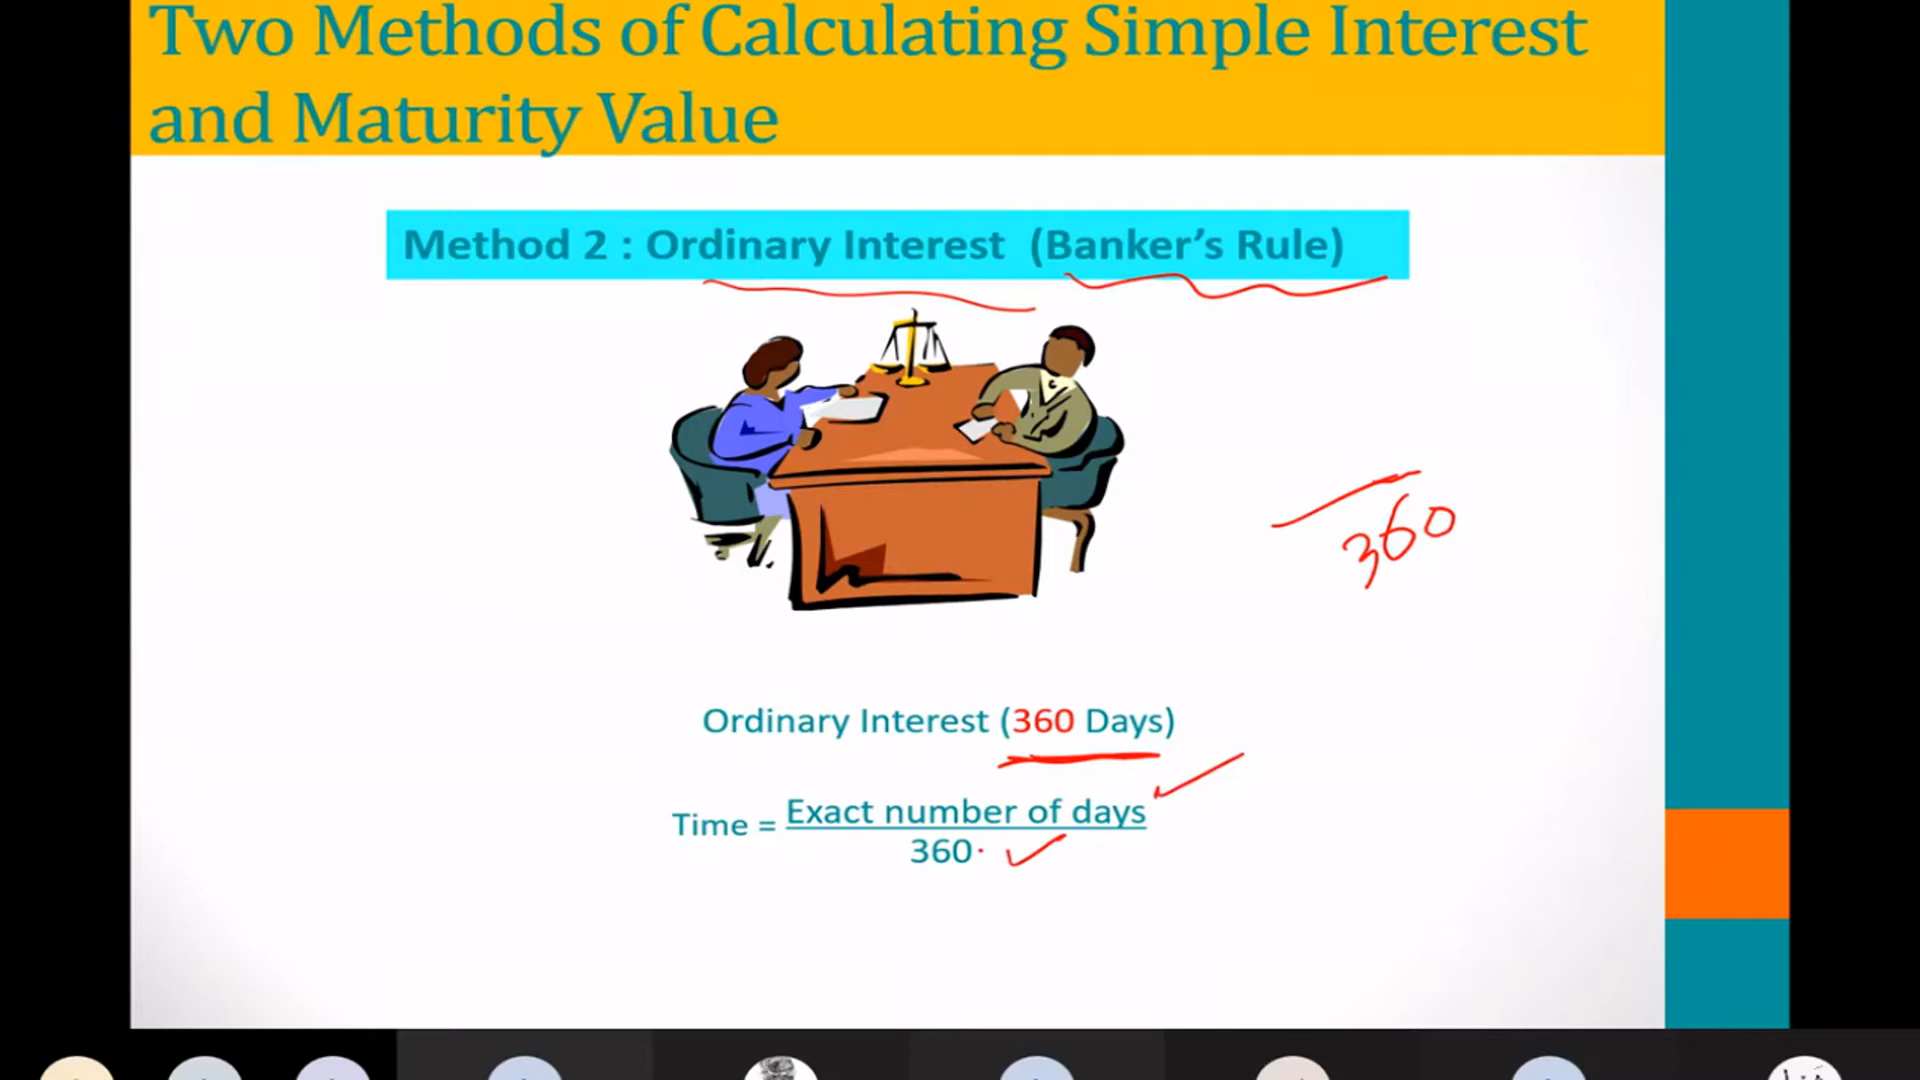 Two Methods of Calculating Simple Interest
and Maturity Value
Method 2 : Ordinary Interest (Banker’s Rule)
360
Ordinary Interest (360 Days)
Time = Exact number of days
360